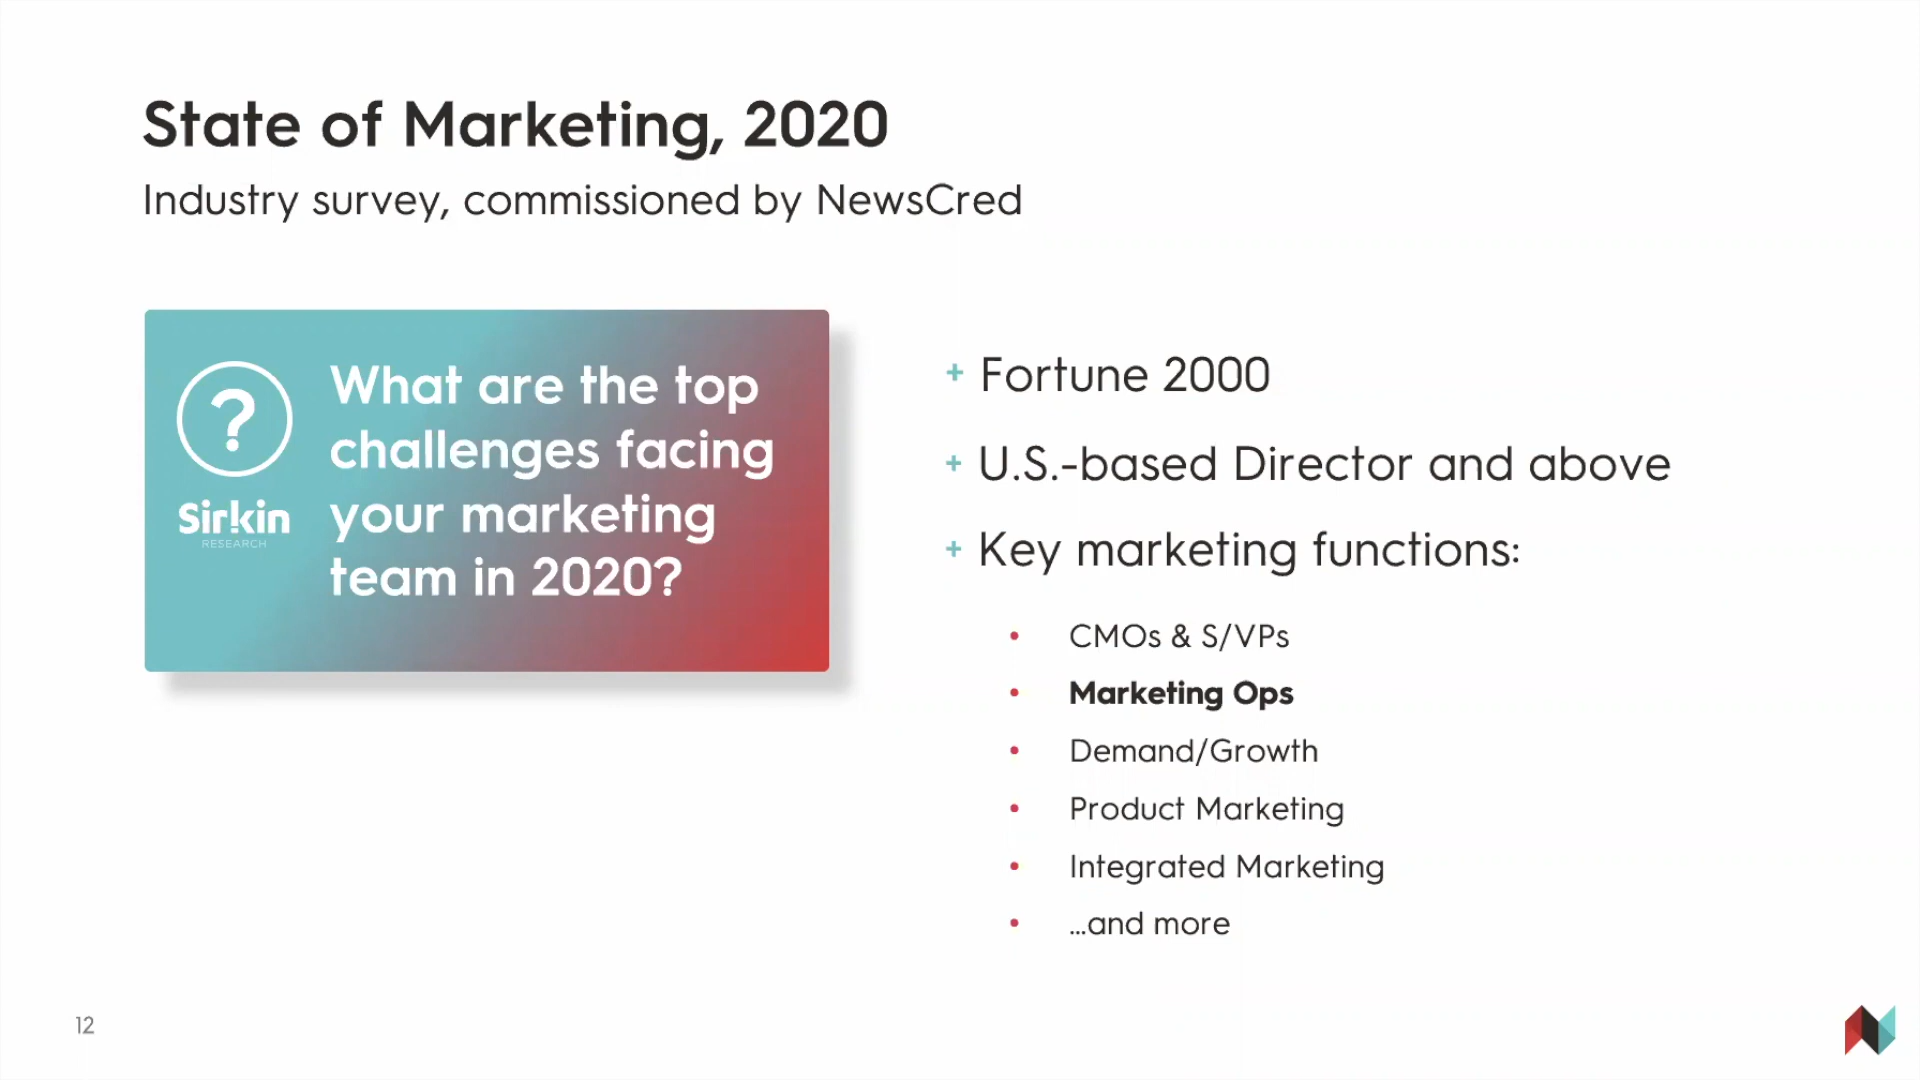 State of Marketing, 2020
Industry survey, commissioned by NewsCred
?
Sirkin
RESEARCH
What are the top
challenges facing
your marketing
team in 2020?
+ Fortune 2000
+ U.S.-based Director and above
+ Key marketing functions:
• CMOs & S/VPs
• Marketing Ops
• Demand/Growth
• Product Marketing
• Integrated Marketing
• ...and more
12